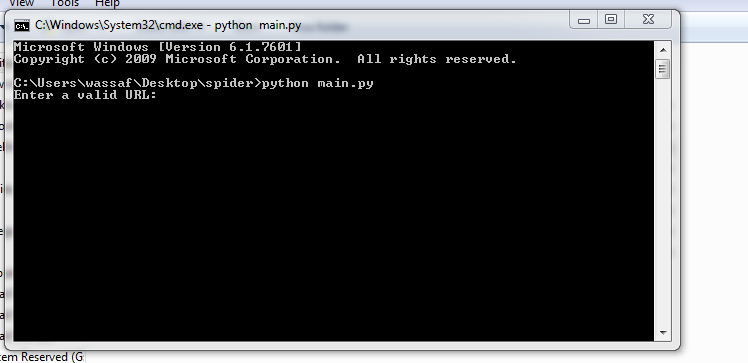 View Tools Help
C:\Windows\System32\cmd.exe - python main.py
Microsoft Windows [Version 6.1.7601]
Copyright (c) 2009 Microsoft Corporation. All rights reserved.
C:\Users\wassaf\Desktop\spider>python main.py
Enter a valid URL:
tem Reserved (G